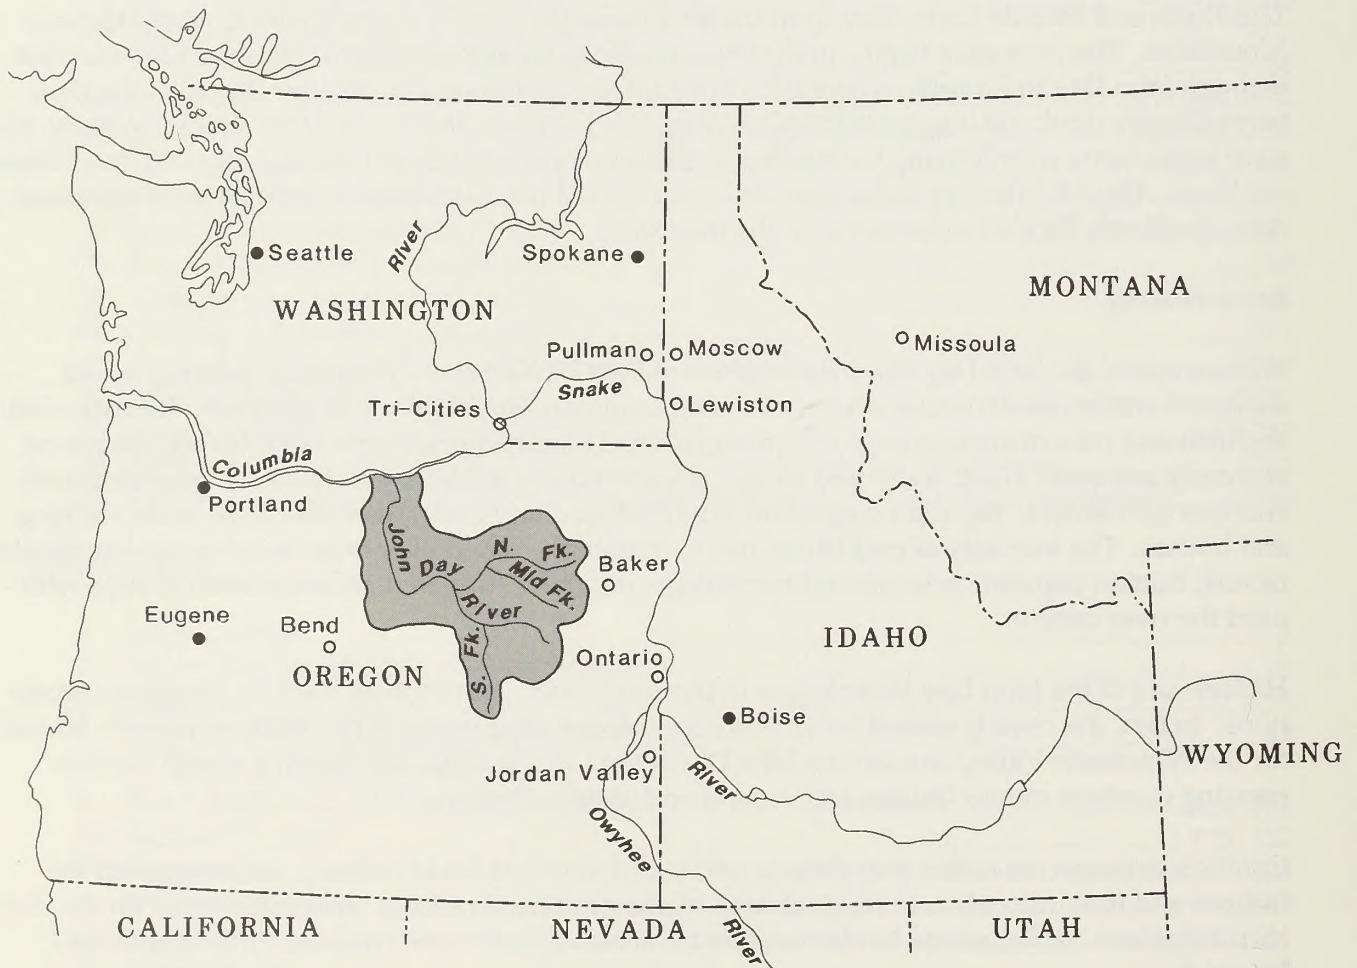 Seattle
River
Spokane
WASHINGTON
MONTANA
Pullman
Moscow
Missoula
Snake
Tri-Cities
Lewiston
Columbia
Portland
John
Day
River
N. Fk.
Mid Fk.
S. Fk.
Baker
Eugene
Bend
OREGON
IDAHO
Ontario
Boise
Jordan Valley
River
WYOMING
Owyhee
River
CALIFORNIA
NEVADA
UTAH